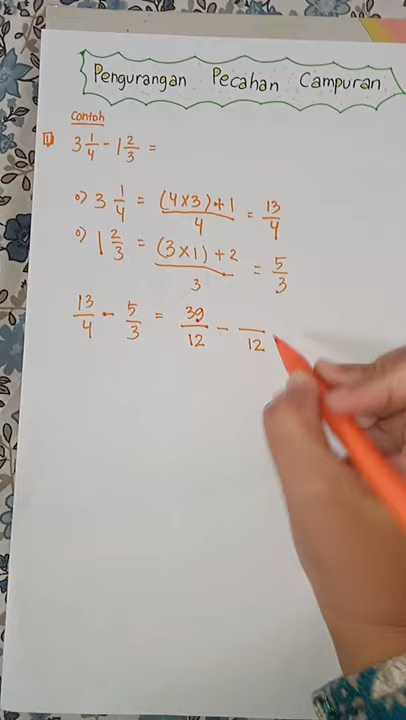 Pengurangan Pecahan Campuran
Contoh
1 3 1/4 - 1 2/3 =
o) 3 1/4 = (4x3)+1/4 = 13/4
o) 1 2/3 = (3x1)+2/3 = 5/3
13/4 - 5/3 = 39/12 - /12